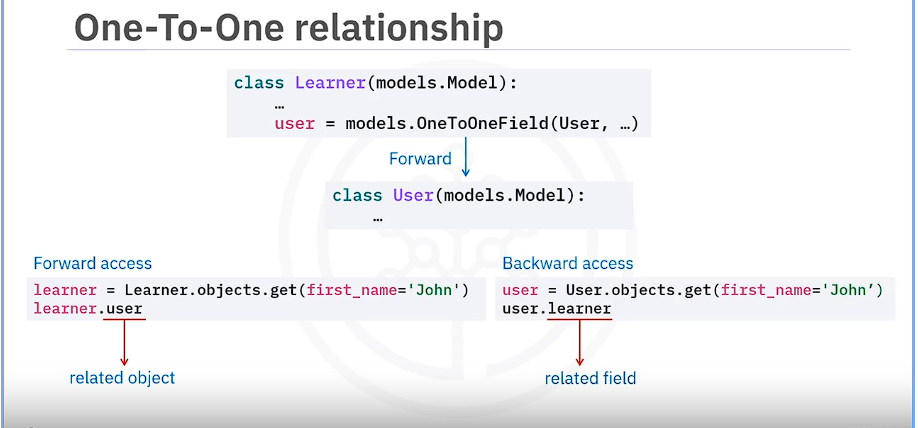 One-To-One relationship
class Learner(models.Model):
…
user = models.OneToOneField(User, …)
Forward
class User(models.Model):
…
Forward access
learner = Learner.objects.get(first_name='John')
learner.user
related object
Backward access
user = User.objects.get(first_name='John’)
user.learner
related field